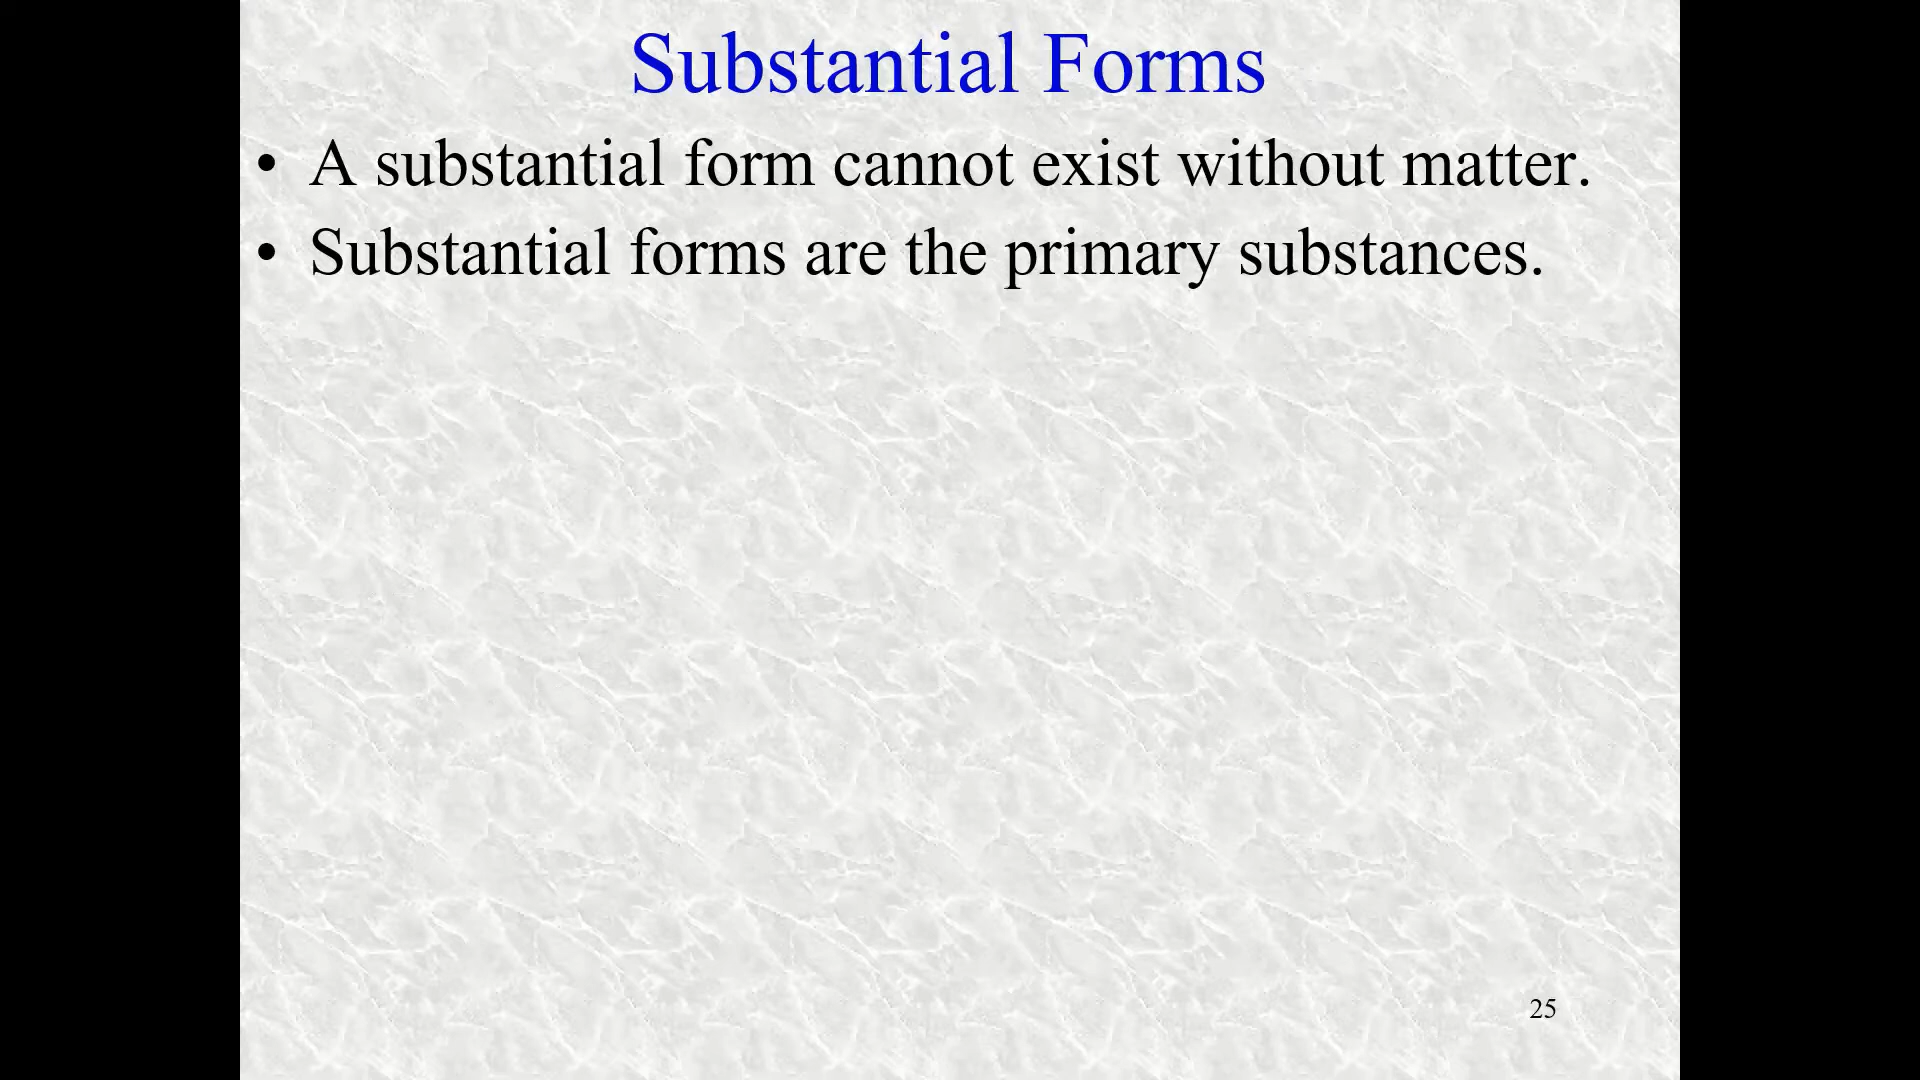 Substantial Forms
• A substantial form cannot exist without matter.
• Substantial forms are the primary substances.
25